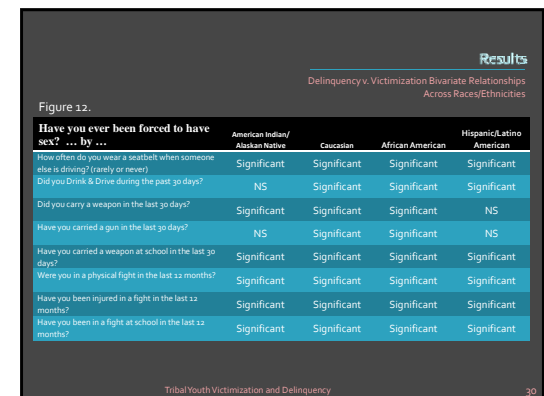 Results
Delinquency v. Victimization Bivariate Relationships
Across Races/Ethnicities
Figure 12.
Have you ever been forced to have
sex? ... by ...
American Indian/
Alaskan Native
Caucasian
African American
Hispanic/Latino
American
How often do you wear a seatbelt when someone
else is driving? (rarely or never)
Significant Significant Significant Significant
Did you Drink & Drive during the past 30 days?
NS Significant Significant Significant
Did you carry a weapon in the last 30 days?
Significant Significant Significant NS
Have you carried a gun in the last 30 days?
NS Significant Significant NS
Have you carried a weapon at school in the last 30
days?
Significant Significant Significant Significant
Were you in a physical fight in the last 12 months?
Significant Significant Significant Significant
Have you been injured in a fight in the last 12
months?
Significant Significant Significant Significant
Have you been in a fight at school in the last 12
months?
Significant Significant Significant Significant
Tribal Youth Victimization and Delinquency
30